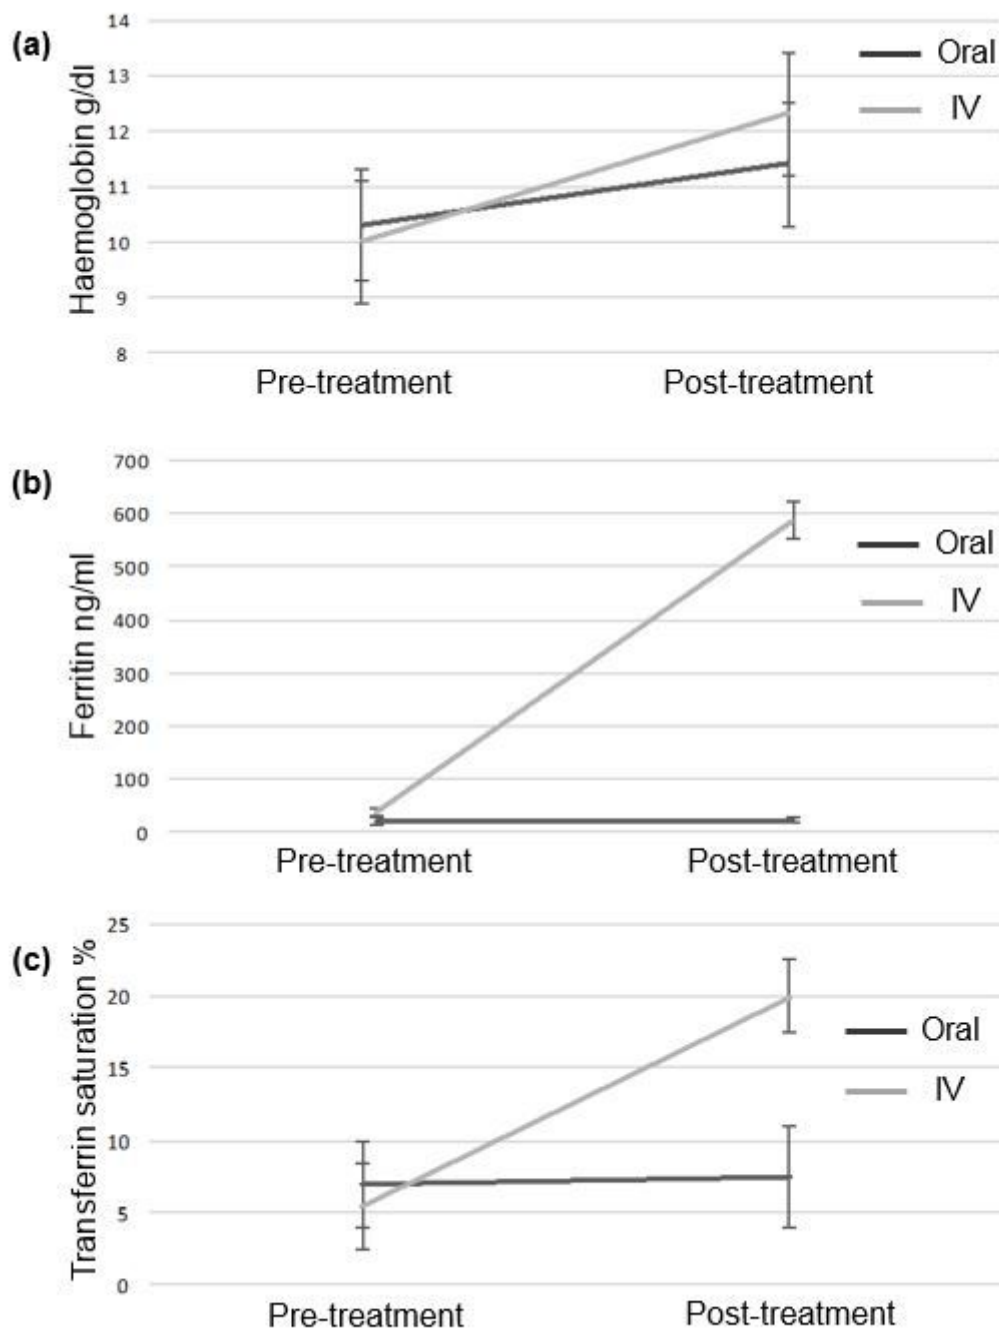 (a)
Haemoglobin g/dl
14
13
12
11
10
9
8
Oral
IV
Pre-treatment
Post-treatment
(b)
Ferritin ng/ml
700
600
500
400
300
200
100
0
Oral
IV
Pre-treatment
Post-treatment
(c)
Transferrin saturation %
25
20
15
10
5
0
Oral
IV
Pre-treatment
Post-treatment